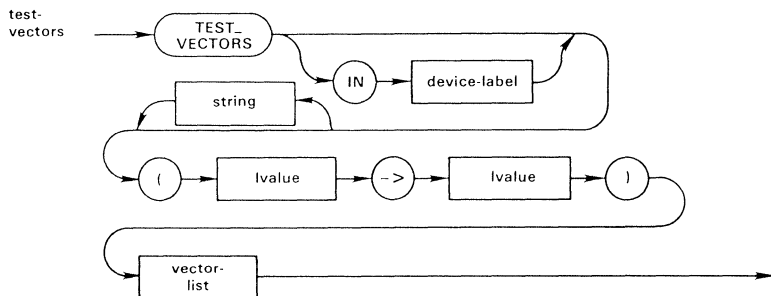 test-
vectors
TEST_
VECTORS
IN
device-label
string
(
lvalue
->
lvalue
)
vector-
list